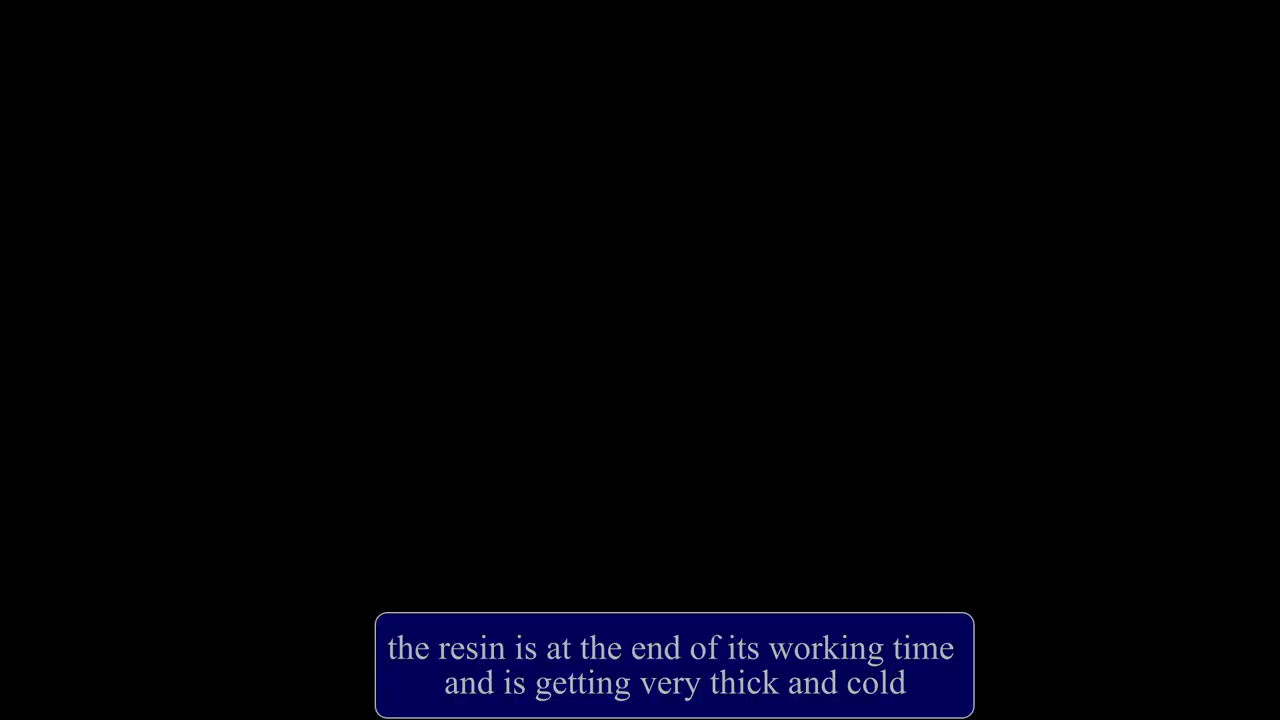 the resin is at the end of its working time
and is getting very thick and cold